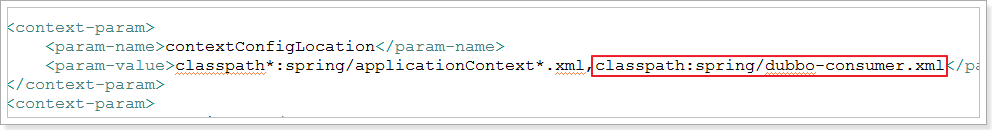 <context-param>
<param-name>contextConfigLocation</param-name>
<param-value>classpath*:spring/applicationContext*.xml,classpath:spring/dubbo-consumer.xml</pa
</context-param>
<context-param>